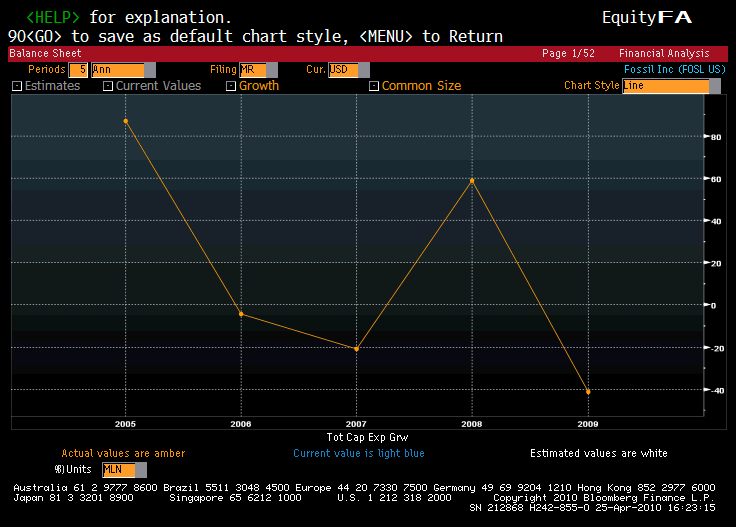 <HELP> for explanation. EquityFA
90<GO> to save as default chart style, <MENU> to Return
Balance Sheet Page 1/52 Financial Analysis
Periods 5 Ann Filing MR Cur. USD Fossil Inc (FOSL US)
Estimates Current Values Growth Common Size Chart Style Line
80
60
40
20
0
-20
-40
2005 2006 2007 2008 2009
Tot Cap Exp Grw
Actual values are amber Current value is light blue Estimated values are white
%)Units MLN
Australia 61 2 9777 8600 Brazil 5511 3048 4500 Europe 44 20 7330 7500 Germany 49 69 9204 1210 Hong Kong 852 2977 6000
Japan 81 3 3201 8900 Singapore 65 6212 1000 U.S. 1 212 318 2000 Copyright 2010 Bloomberg Finance L.P.
SN 212868 H242-855-0 25-Apr-2010 16:23:15